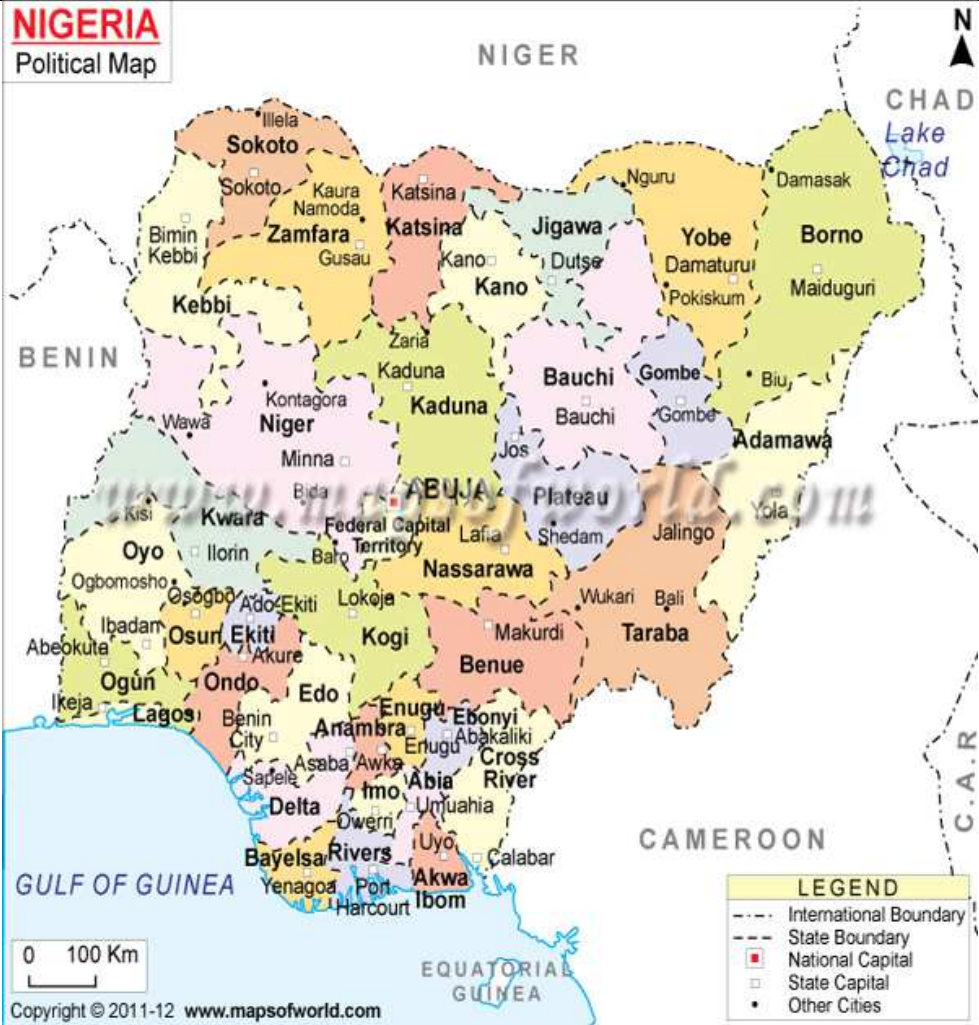 NIGERIA
Political Map
N
NIGER
CHAD
Lake
Chad
Illela
Sokoto
Sokoto
Kaura
Namoda
Zamfara
Gusau
Katsina
Katsina
Bimin
Kebbi
Kebbi
Kano
Kano
Jigawa
Dutse
Nguru
Yobe
Damaturu
Pokiskum
Damasak
Borno
Maiduguri
BENIN
Zaria
Kaduna
Kaduna
Bauchi
Bauchi
Gombe
Gombe
Biu
Adamawa
Yola
Kontagora
Niger
Wawa
Minna
Bida
Jos
www.mapsofworld.com
ABUJA
Federal Capital
Territory
Baro
Plateau
Shedam
Lafia
Nassarawa
Jalingo
Wukari
Bali
Taraba
Kisi
Kwara
Oyo
Ilorin
Ogbomosho
Osogbo
Ado-Ekiti
Lokoja
Ibadan
Osun
Ekiti
Kogi
Makurdi
Benue
Abeokuta
Akure
Ogun
Ondo
Edo
Ikeja
Lagos
Benin
City
Anambra
Enugu
Enugu
Ebonyi
Abakaliki
Cross
River
Asaba
Awka
Sapele
Delta
Imo
Abia
Umuahia
Owerri
Bayelsa
Yenagoa
Rivers
Port
Harcourt
Uyo
Akwa
Ibom
Calabar
CAMEROON
C.A.R
GULF OF GUINEA
EQUATORIAL
GUINEA
0 100 Km
LEGEND
International Boundary
State Boundary
National Capital
State Capital
Other Cities
Copyright © 2011-12 www.mapsofworld.com